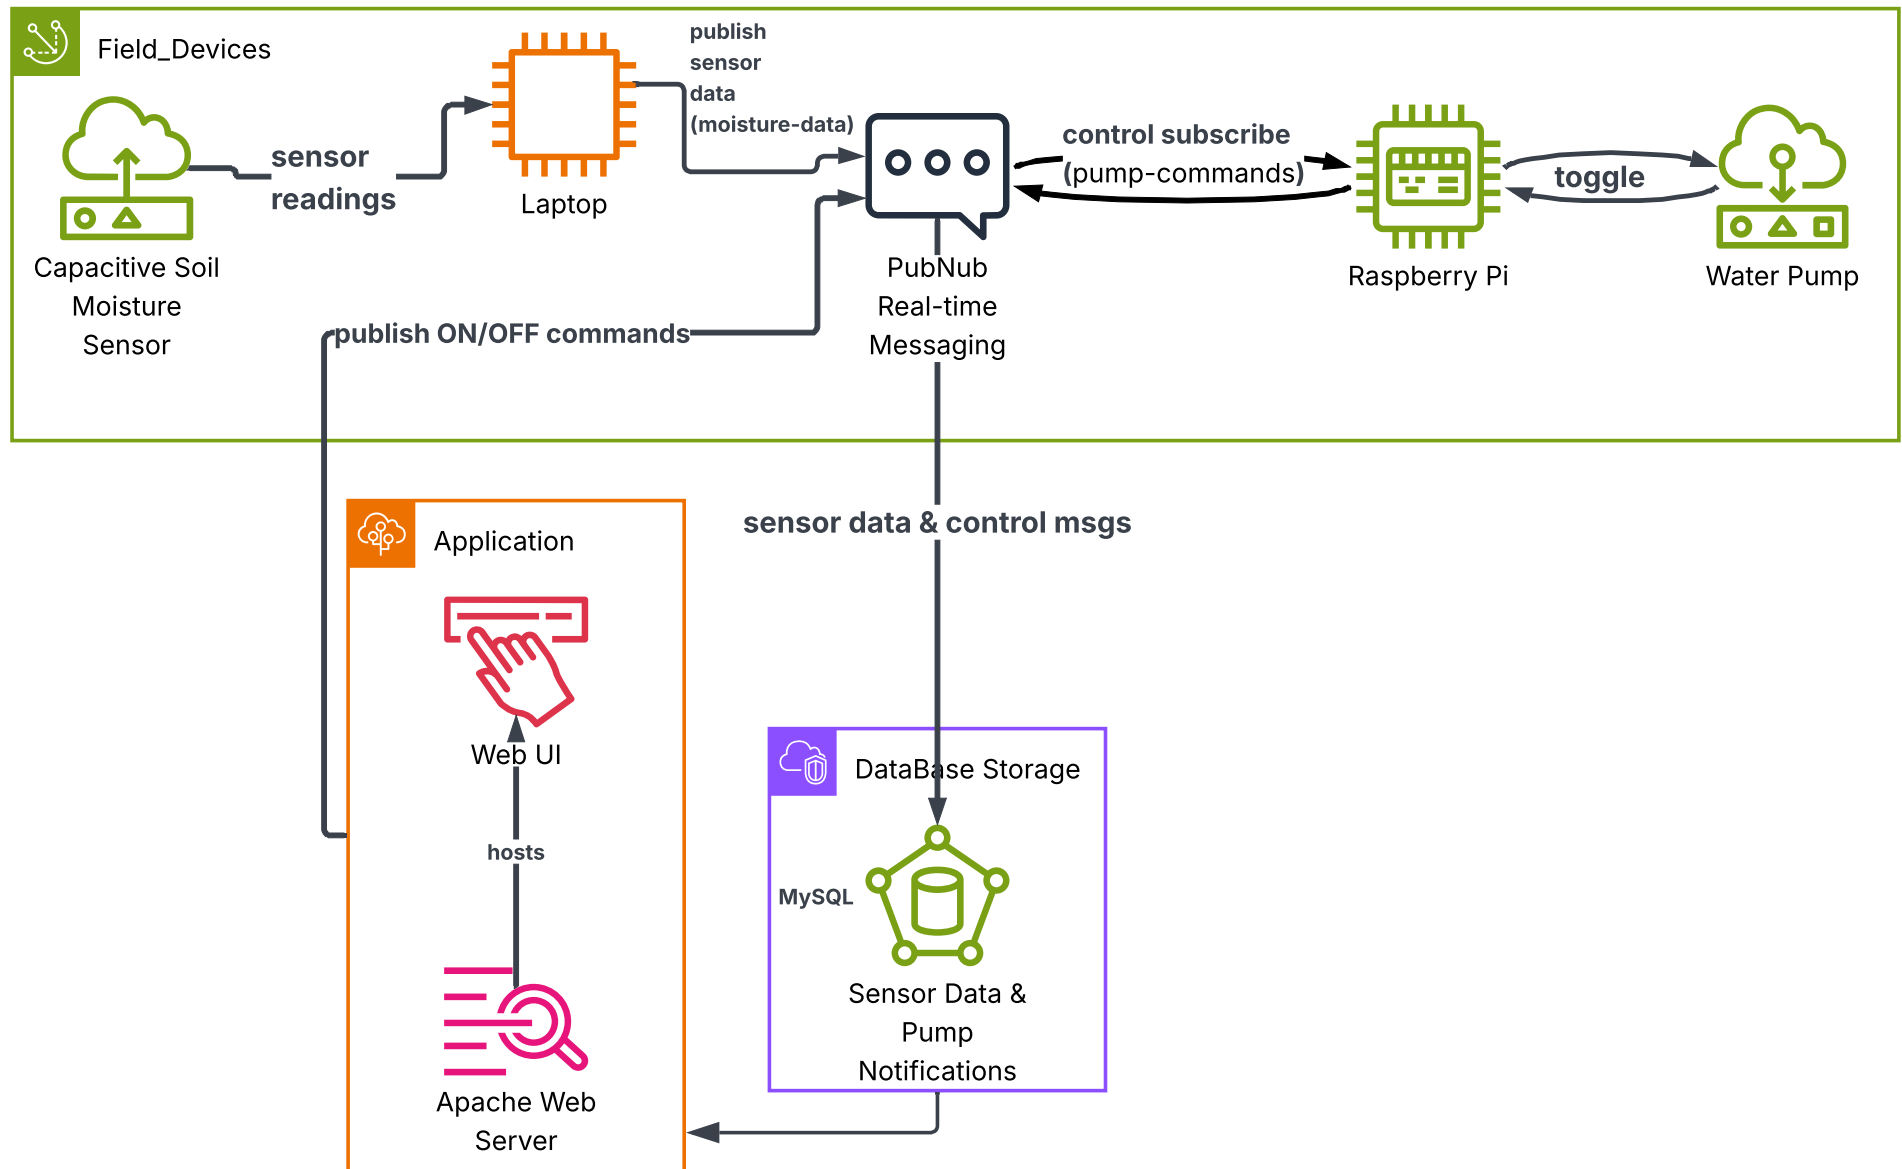 Field_Devices
publish
sensor
data
(moisture-data)
sensor
readings
Laptop
control subscribe
(pump-commands)
toggle
Capacitive Soil
Moisture
Sensor
PubNub
Real-time
Messaging
Raspberry Pi
Water Pump
publish ON/OFF commands
sensor data & control msgs
Application
Web UI
hosts
Apache Web
Server
DataBase Storage
MySQL
Sensor Data &
Pump
Notifications